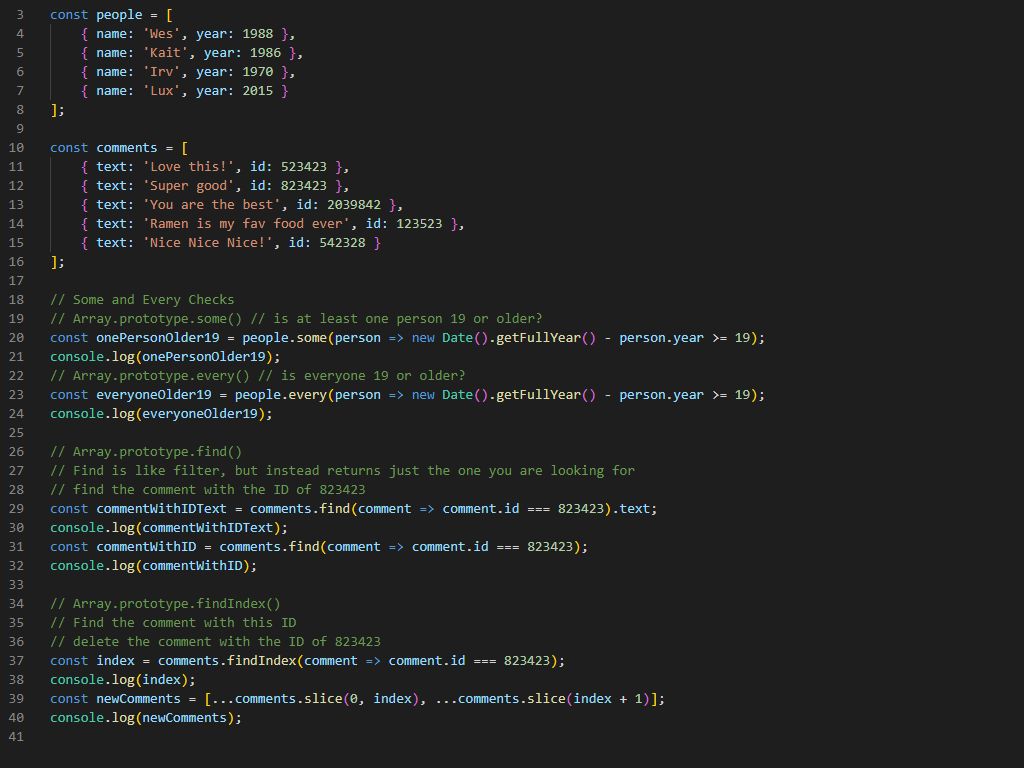 3 const people = [
4     { name: 'Wes', year: 1988 },
5     { name: 'Kait', year: 1986 },
6     { name: 'Irv', year: 1970 },
7     { name: 'Lux', year: 2015 }
8 ];
9
10 const comments = [
11     { text: 'Love this!', id: 523423 },
12     { text: 'Super good', id: 823423 },
13     { text: 'You are the best', id: 2039842 },
14     { text: 'Ramen is my fav food ever', id: 123523 },
15     { text: 'Nice Nice Nice!', id: 542328 }
16 ];
17
18 // Some and Every Checks
19 // Array.prototype.some() // is at least one person 19 or older?
20 const onePersonOlder19 = people.some(person => new Date().getFullYear() - person.year >= 19);
21 console.log(onePersonOlder19);
22 // Array.prototype.every() // is everyone 19 or older?
23 const everyoneOlder19 = people.every(person => new Date().getFullYear() - person.year >= 19);
24 console.log(everyoneOlder19);
25
26 // Array.prototype.find()
27 // Find is like filter, but instead returns just the one you are looking for
28 // find the comment with the ID of 823423
29 const commentWithIDText = comments.find(comment => comment.id === 823423).text;
30 console.log(commentWithIDText);
31 const commentWithID = comments.find(comment => comment.id === 823423);
32 console.log(commentWithID);
33
34 // Array.prototype.findIndex()
35 // Find the comment with this ID
36 // delete the comment with the ID of 823423
37 const index = comments.findIndex(comment => comment.id === 823423);
38 console.log(index);
39 const newComments = [...comments.slice(0, index), ...comments.slice(index + 1)];
40 console.log(newComments);
41